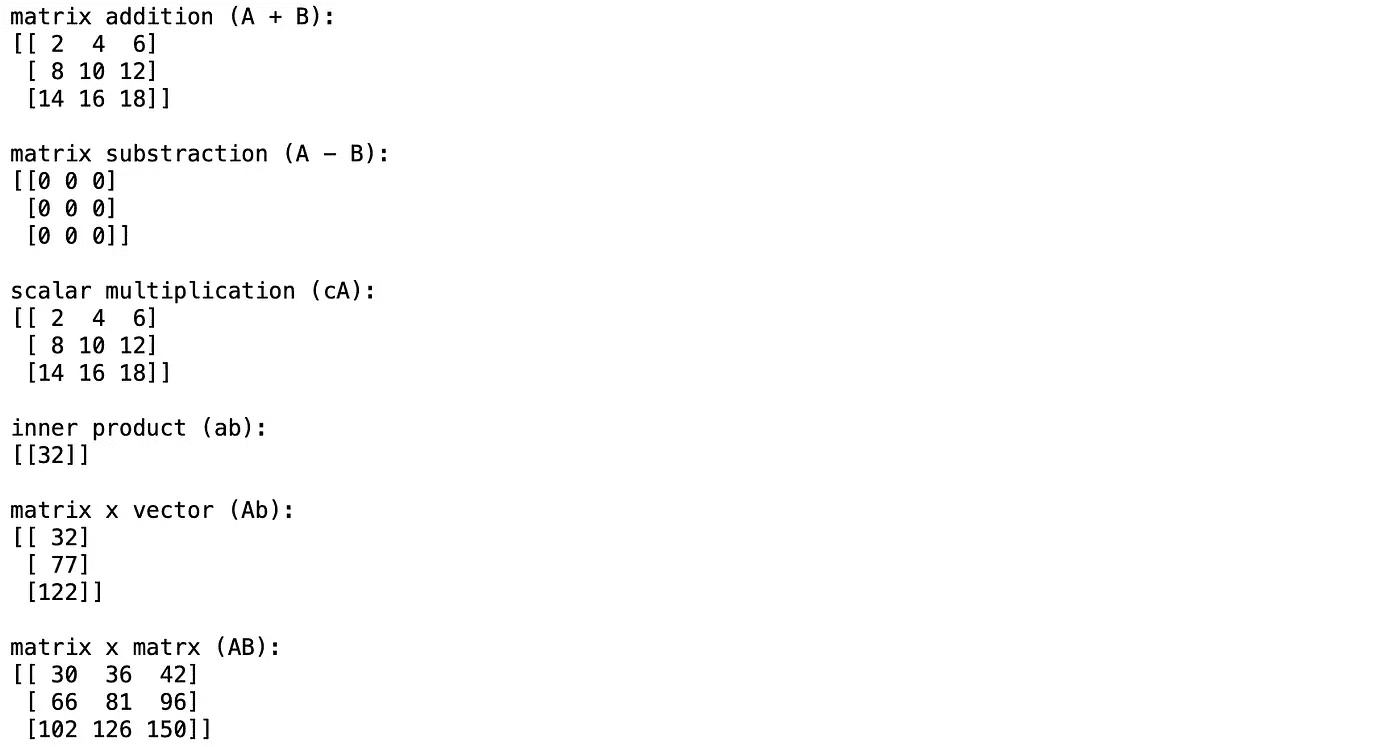 matrix addition (A + B):
[[ 2  4  6]
 [ 8 10 12]
 [14 16 18]]

matrix substraction (A − B):
[[0 0 0]
 [0 0 0]
 [0 0 0]]

scalar multiplication (cA):
[[ 2  4  6]
 [ 8 10 12]
 [14 16 18]]

inner product (ab):
[[32]]

matrix x vector (Ab):
[[ 32]
 [ 77]
 [122]]

matrix x matrx (AB):
[[ 30  36  42]
 [ 66  81  96]
 [102 126 150]]